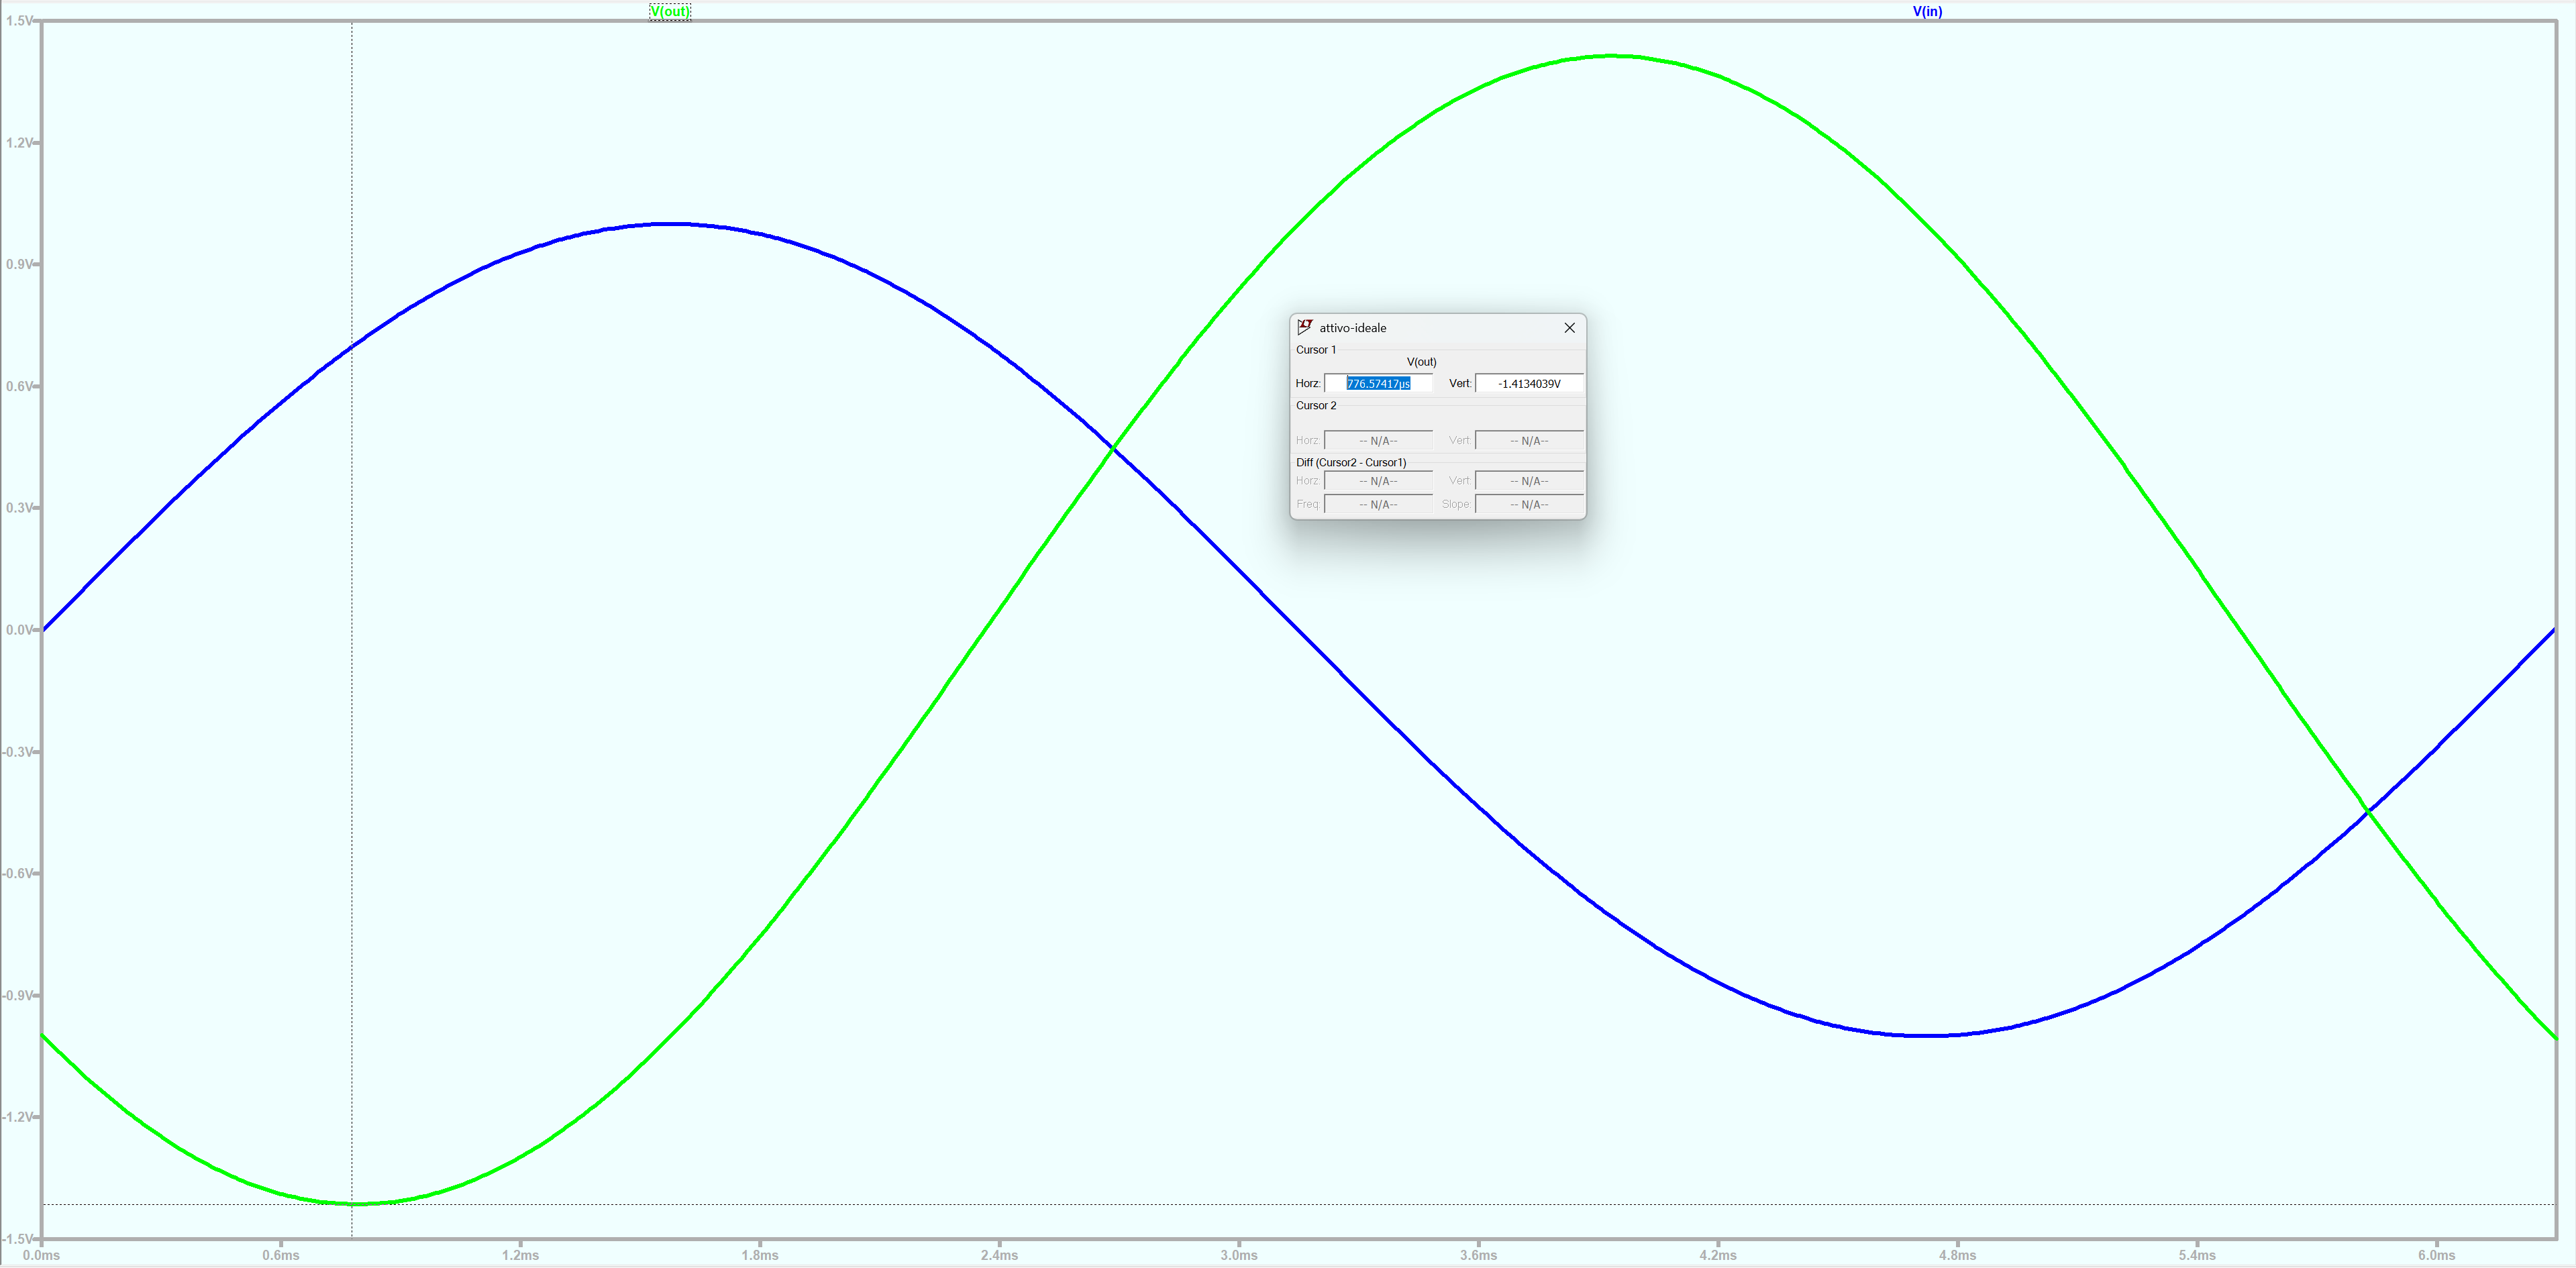 V(out) V(in)
1.5V
1.2V
0.9V
0.6V
0.3V
0.0V
-0.3V
-0.6V
-0.9V
-1.2V
-1.5V
0.0ms 0.6ms 1.2ms 1.8ms 2.4ms 3.0ms 3.6ms 4.2ms 4.8ms 5.4ms 6.0ms
attivo-ideale
Cursor 1
V(out)
Horz: 776.57417µs Vert: -1.4134039V
Cursor 2
Horz: -- N/A-- Vert: -- N/A--
Diff (Cursor2 - Cursor1)
Horz: -- N/A-- Vert: -- N/A--
Freq: -- N/A-- Slope: -- N/A--